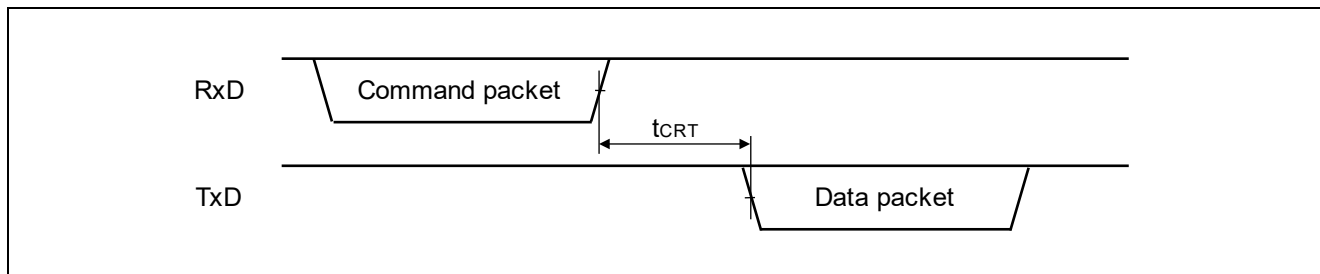 RxD
Command packet
tCRT
TxD
Data packet